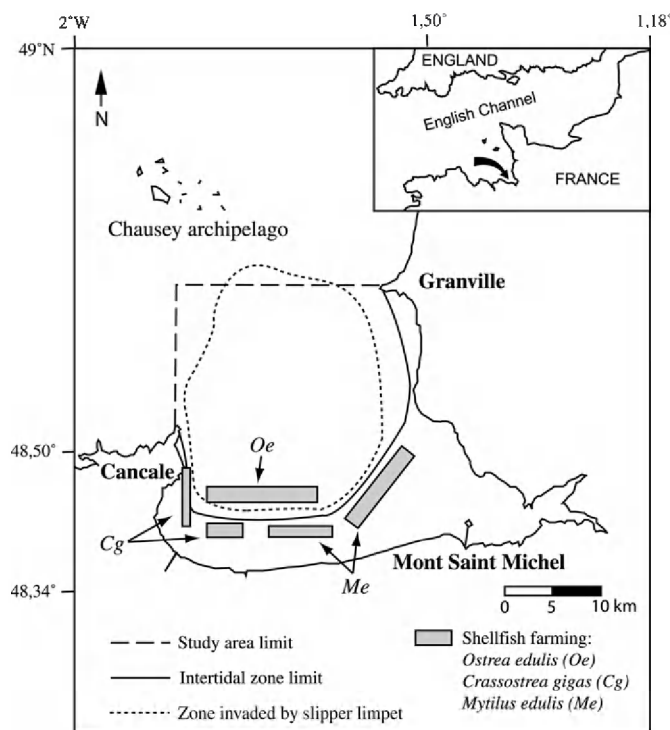 2°W
1,50°
1,18°
49°N
ENGLAND
N
English Channel
FRANCE
Chausey archipelago
Granville
48,50°
Oe
Cancale
Cg
Me
Mont Saint Michel
48,34°
0 5 10 km
Study area limit
Intertidal zone limit
Zone invaded by slipper limpet
Shellfish farming:
Ostrea edulis (Oe)
Crassostrea gigas (Cg)
Mytilus edulis (Me)